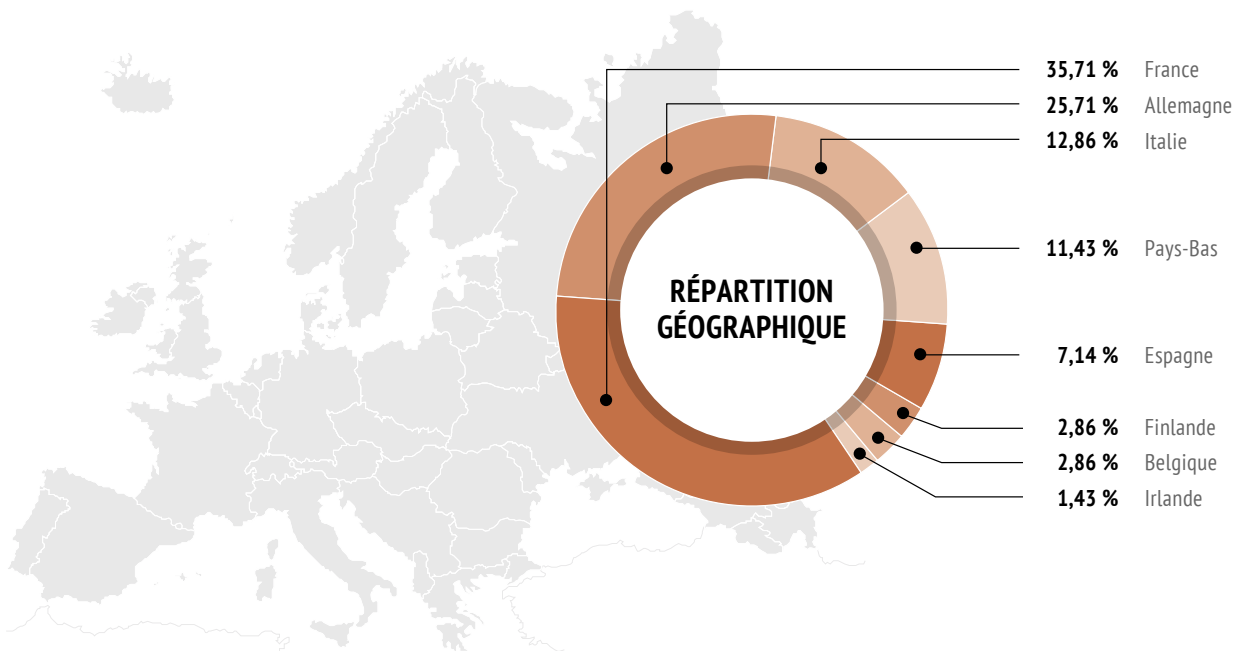 35,71 % France
25,71 % Allemagne
12,86 % Italie
11,43 % Pays-Bas
RÉPARTITION
GÉOGRAPHIQUE
7,14 % Espagne
2,86 % Finlande
2,86 % Belgique
1,43 % Irlande